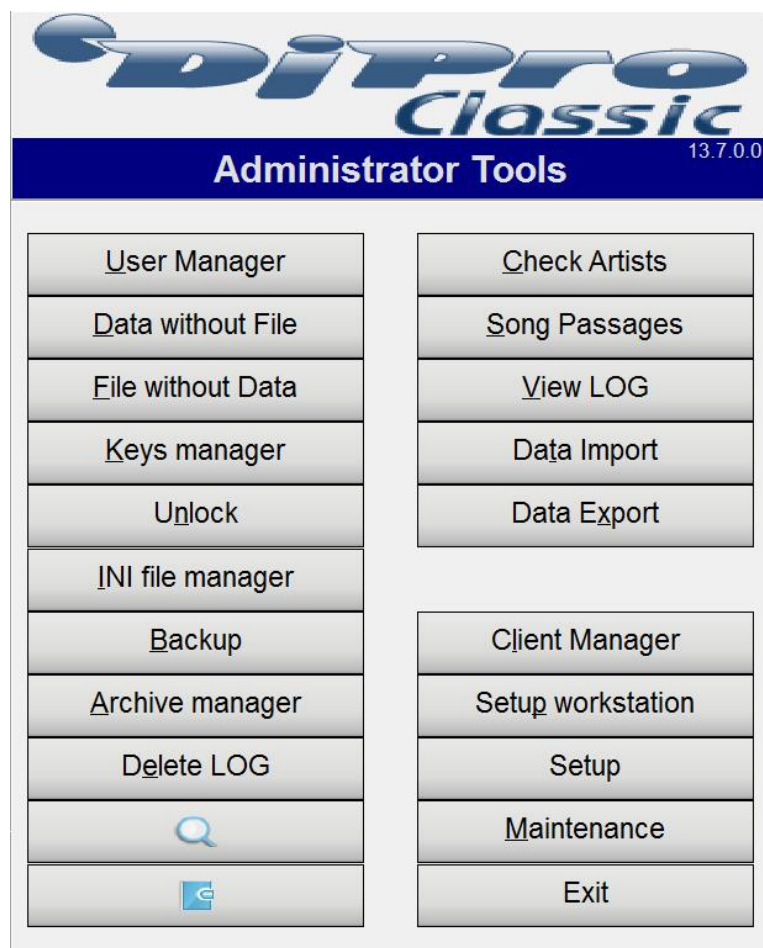 DjPro
Classic
13.7.0.0
Administrator Tools
User Manager
Data without File
File without Data
Keys manager
Unlock
INI file manager
Backup
Archive manager
Delete LOG
Check Artists
Song Passages
View LOG
Data Import
Data Export
Client Manager
Setup workstation
Setup
Maintenance
Exit